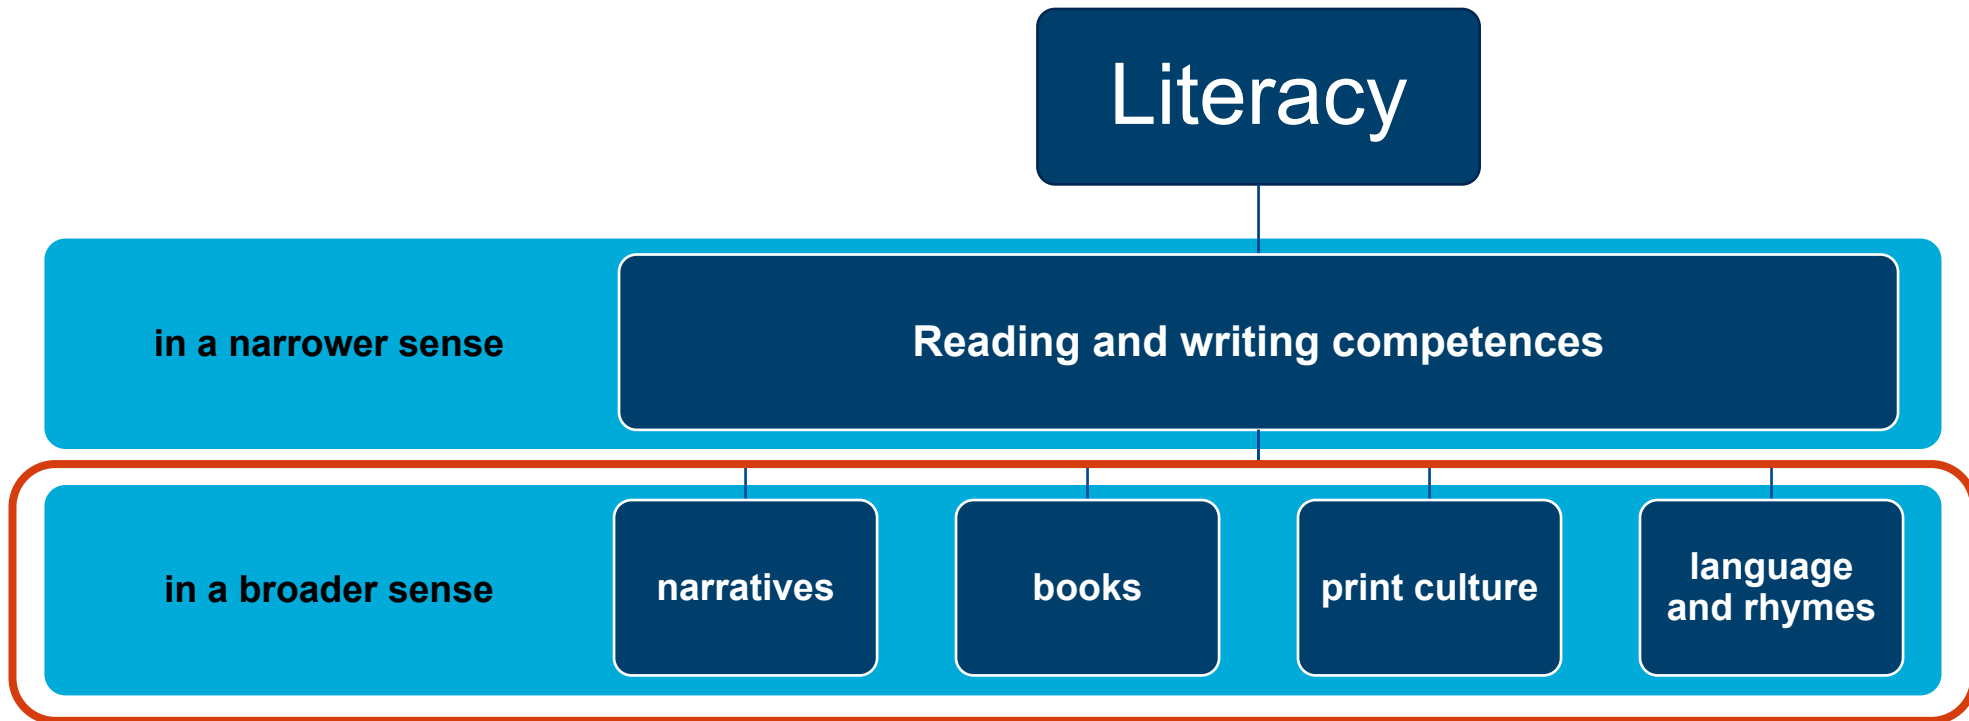 Literacy
in a narrower sense
Reading and writing competences
in a broader sense
narratives
books
print culture
language
and rhymes